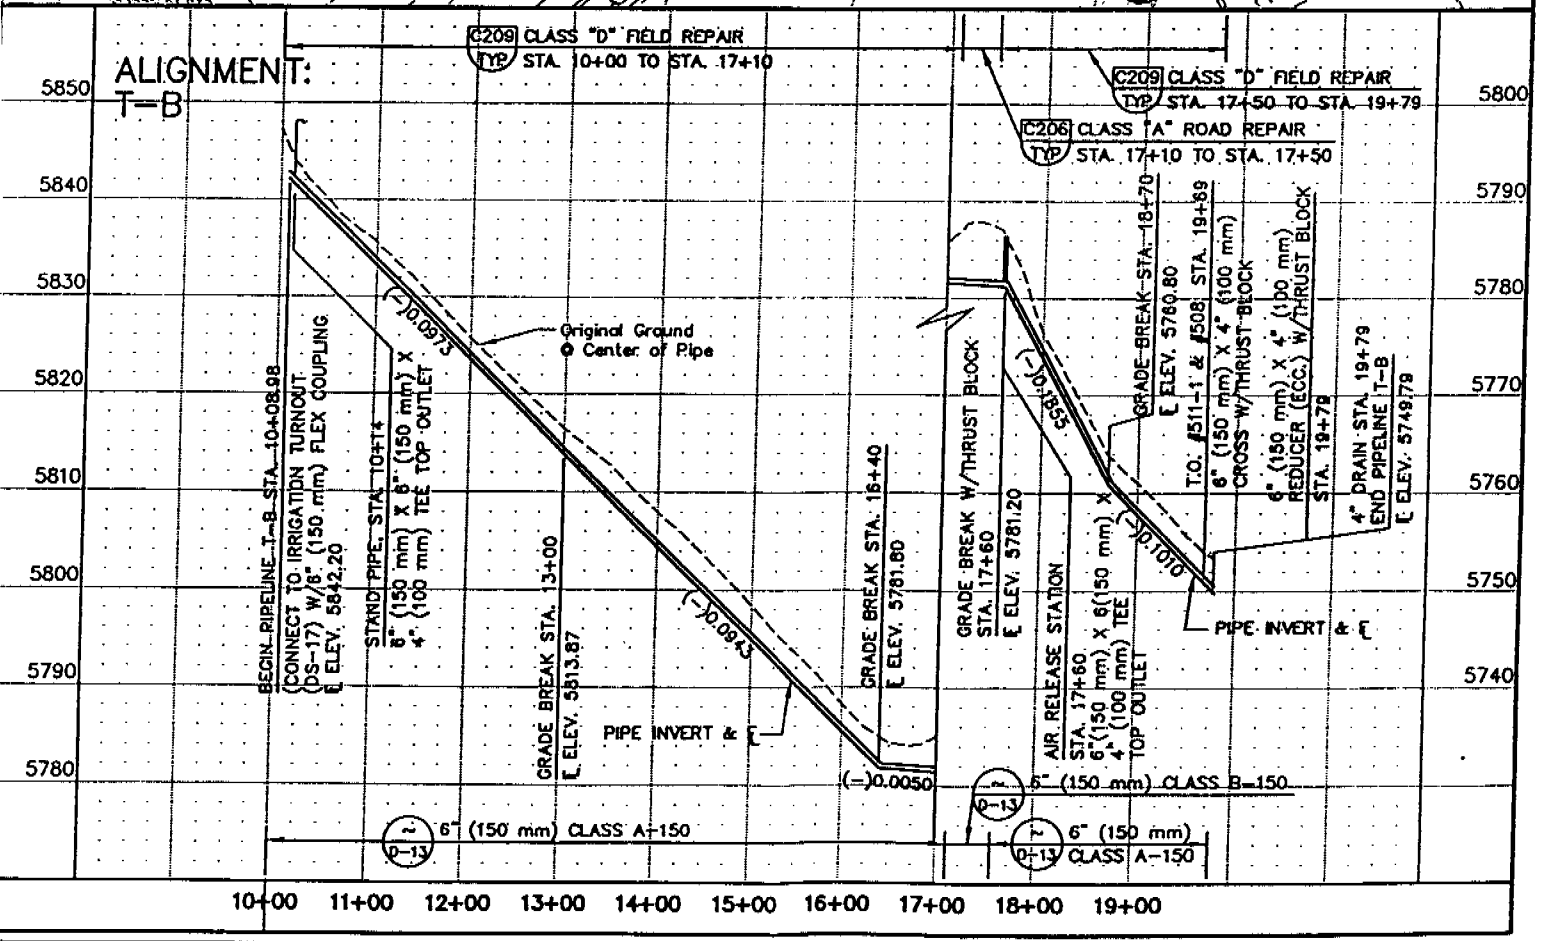 ALIGNMENT:
T-B
C209 CLASS "D" FIELD REPAIR
TYP STA. 10+00 TO STA. 17+10
C209 CLASS "D" FIELD REPAIR
TYP STA. 17+50 TO STA. 19+79
C206 CLASS "A" ROAD REPAIR
TYP STA. 17+10 TO STA. 17+50
5850
5840
5830
5820
5810
5800
5790
5780
5800
5790
5780
5770
5760
5750
5740
(-)0.0973
Original Ground
@ Center of Pipe
(-)0.0943
(-)0.0050
(-)0.1855
(-)0.1010
BEGIN PIPELINE T-B STA. 10+08.98
(CONNECT TO IRRIGATION TURNOUT
(DS-17) W/6" (150 mm) FLEX COUPLING
℄ ELEV. 5842.20
STAND PIPE, STA. 10+14
6" (150 mm) X 6" (150 mm) X
4" (100 mm) TEE TOP OUTLET
GRADE BREAK STA. 13+00
℄ ELEV. 5813.87
PIPE INVERT & ℄
GRADE BREAK STA. 16+40
℄ ELEV. 5781.80
GRADE BREAK W/THRUST BLOCK
STA. 17+60
℄ ELEV. 5781.20
AIR RELEASE STATION
STA. 17+60
6"(150 mm) X 6(150 mm) X
4" (100 mm) TEE
TOP OUTLET
GRADE BREAK STA. 18+70
℄ ELEV. 5760.80
T.O. #511-1 & #508 STA. 19+69
6" (150 mm) X 4" (100 mm)
CROSS W/THRUST BLOCK
6" (150 mm) X 4" (100 mm)
REDUCER (ECC.) W/THRUST BLOCK
STA. 19+79
4" DRAIN STA. 19+79
END PIPELINE T-B
℄ ELEV. 5749.79
PIPE INVERT & ℄
~ 6" (150 mm) CLASS B-150
D-13
~ 6" (150 mm) CLASS A-150
D-13
~ 6" (150 mm)
D-13 CLASS A-150
10+00 11+00 12+00 13+00 14+00 15+00 16+00 17+00 18+00 19+00